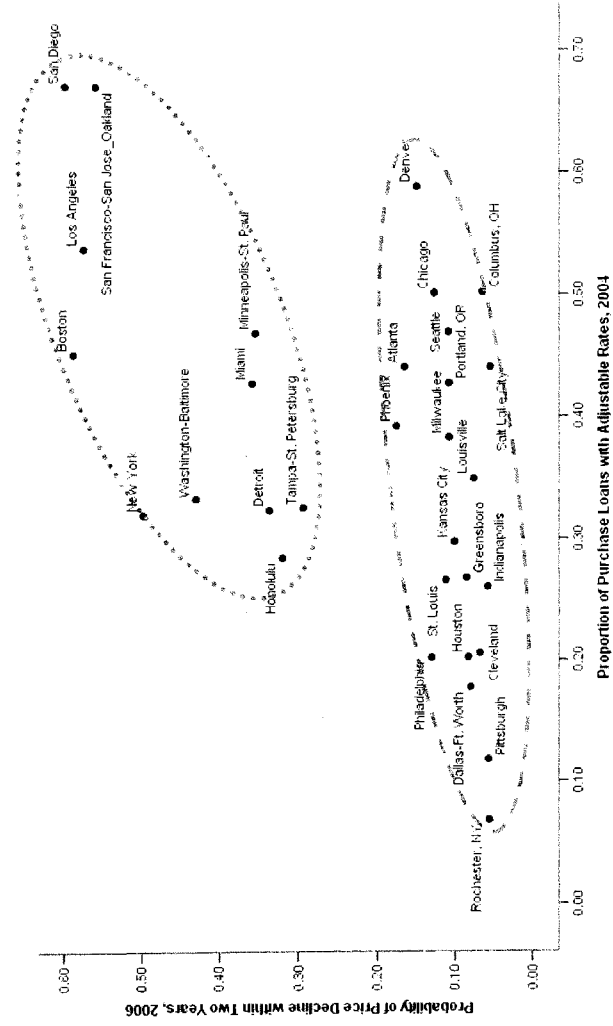 Probability of Price Decline within Two Years, 2006
0.60
0.50
0.40
0.30
0.20
0.10
0.00
San Diego
San Francisco-San Jose_Oakland
Los Angeles
Boston
New York
Washington-Baltimore
Minneapolis-St. Paul
Miami
Detroit
Tampa-St. Petersburg
Honolulu
Denver
Chicago
Atlanta
Phoenix
Seattle
Portland, OR
Columbus, OH
Milwaukee
Salt Lake City
Louisville
Kansas City
Greensboro
Indianapolis
St. Louis
Philadelphia
Houston
Cleveland
Dallas-Ft. Worth
Pittsburgh
Rochester, NY
0.00
0.10
0.20
0.30
0.40
0.50
0.60
0.70
Proportion of Purchase Loans with Adjustable Rates, 2004